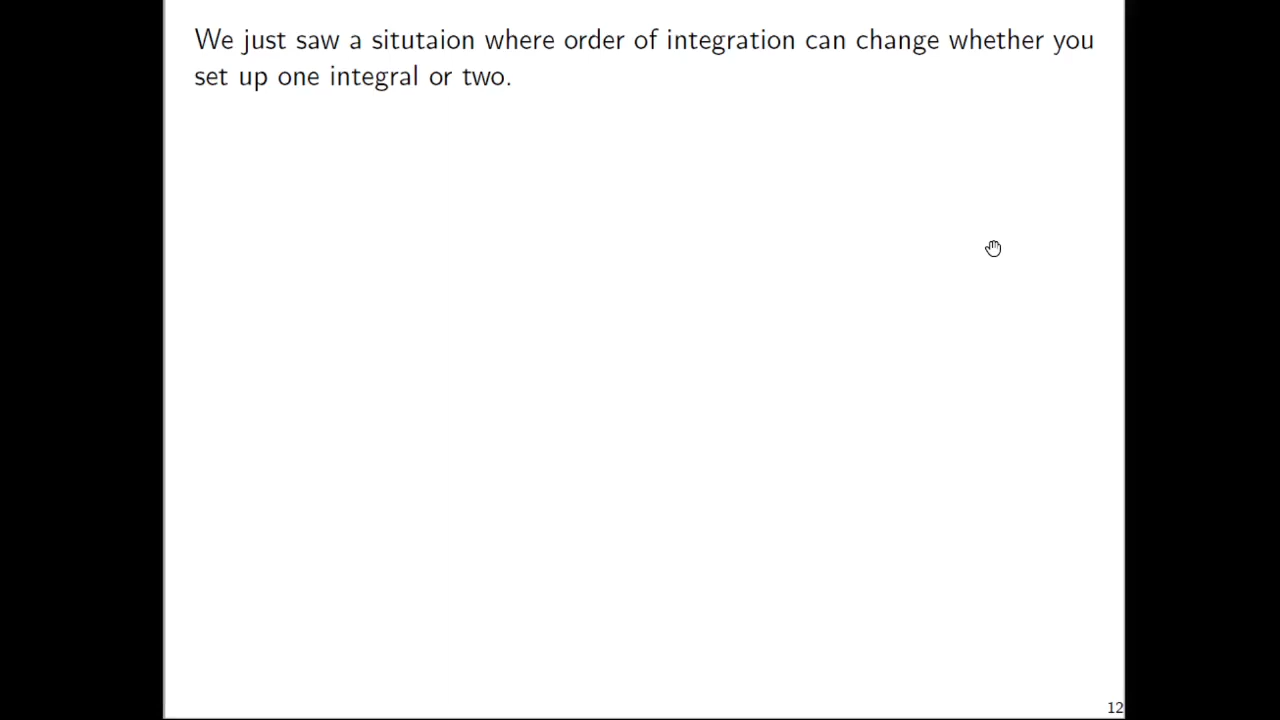 We just saw a situtaion where order of integration can change whether you
set up one integral or two.
12